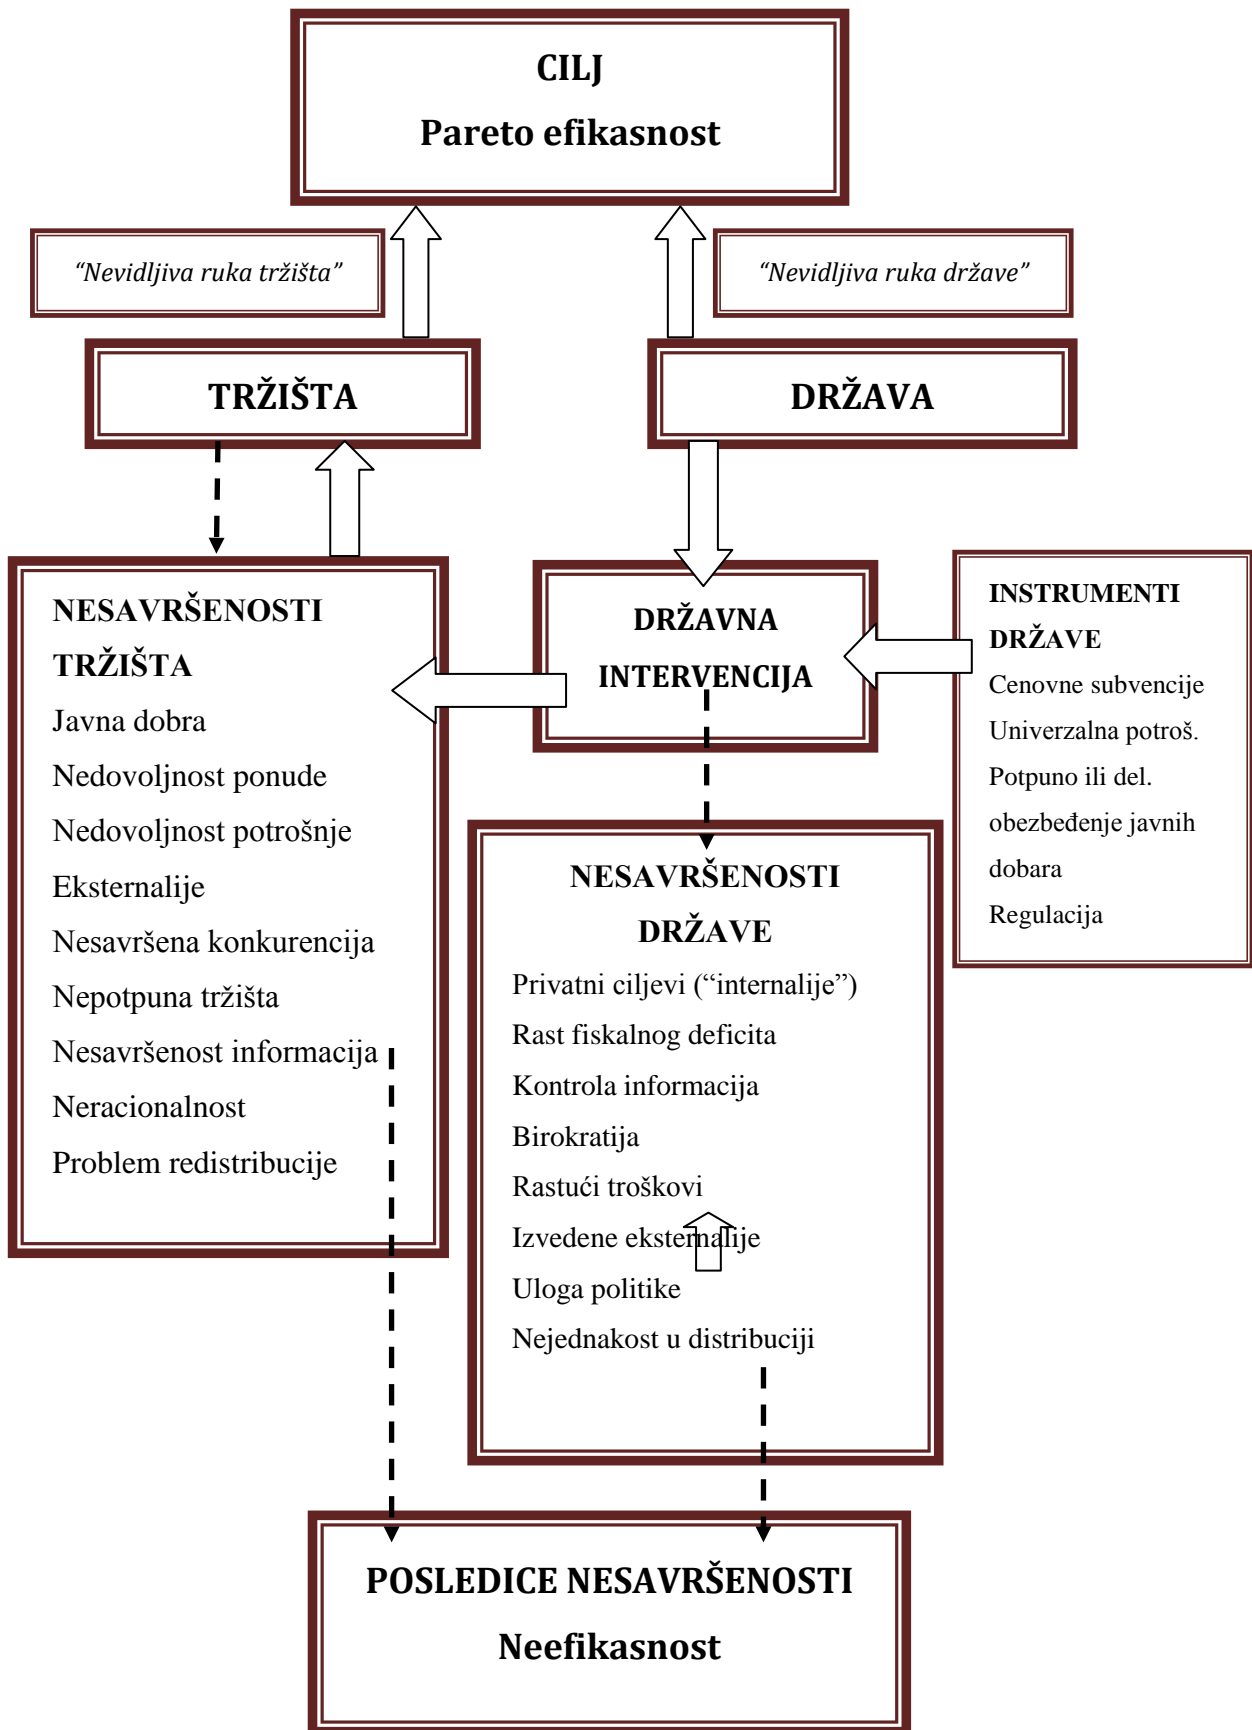 CILJ
Pareto efikasnost
“Nevidljiva ruka tržišta”
“Nevidljiva ruka države”
TRŽIŠTA
DRŽAVA
NESAVRŠENOSTI
TRŽIŠTA
Javna dobra
Nedovoljnost ponude
Nedovoljnost potrošnje
Eksternalije
Nesavršena konkurencija
Nepotpuna tržišta
Nesavršenost informacija
Neracionalnost
Problem redistribucije
DRŽAVNA
INTERVENCIJA
INSTRUMENTI
DRŽAVE
Cenovne subvencije
Univerzalna potroš.
Potpuno ili del.
obezbeđenje javnih
dobara
Regulacija
NESAVRŠENOSTI
DRŽAVE
Privatni ciljevi (“internalije”)
Rast fiskalnog deficita
Kontrola informacija
Birokratija
Rastući troškovi
Izvedene eksternalije
Uloga politike
Nejednakost u distribuciji
POSLEDICE NESAVRŠENOSTI
Neefikasnost